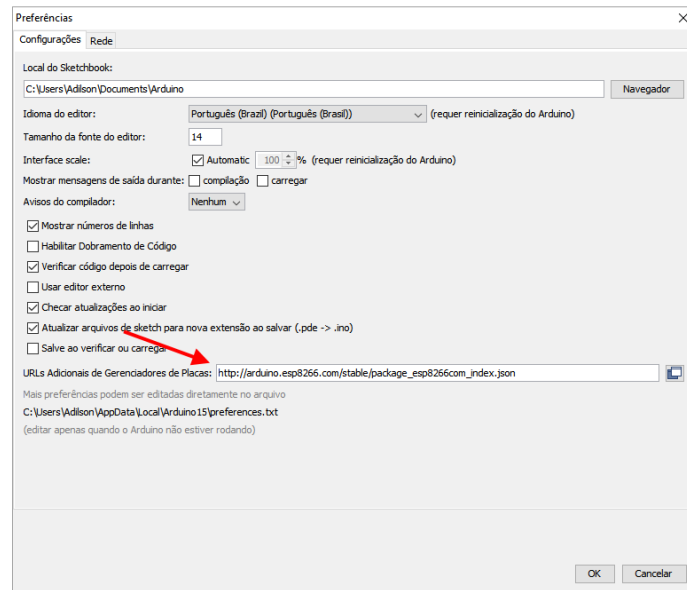 Preferências
Configurações Rede
Local do Sketchbook:
C:\Users\Adilson\Documents\Arduino Navegador
Idioma do editor: Português (Brazil) (Português (Brasil)) (requer reinicialização do Arduino)
Tamanho da fonte do editor: 14
Interface scale: Automatic 100 % (requer reinicialização do Arduino)
Mostrar mensagens de saída durante: compilação carregar
Avisos do compilador: Nenhum
Mostrar números de linhas
Habilitar Dobramento de Código
Verificar código depois de carregar
Usar editor externo
Checar atualizações ao iniciar
Atualizar arquivos de sketch para nova extensão ao salvar (.pde -> .ino)
Salve ao verificar ou carregar
URLs Adicionais de Gerenciadores de Placas: http://arduino.esp8266.com/stable/package_esp8266com_index.json
Mais preferências podem ser editadas diretamente no arquivo
C:\Users\Adilson\AppData\Local\Arduino15\preferences.txt
(editar apenas quando o Arduino não estiver rodando)
OK Cancelar